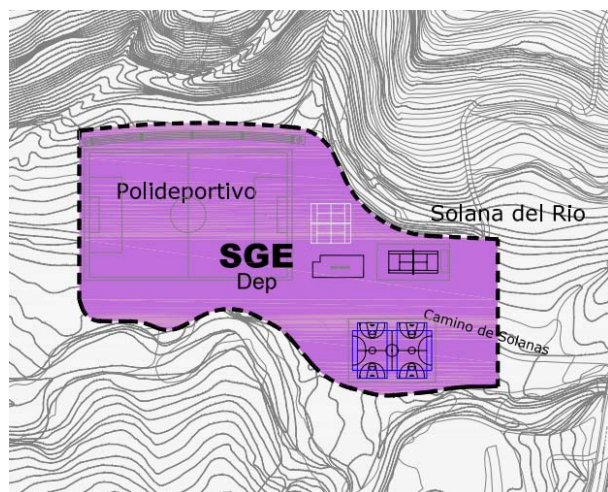 Polideportivo
Solana del Rio
SGE
Dep
Camino de Solanas